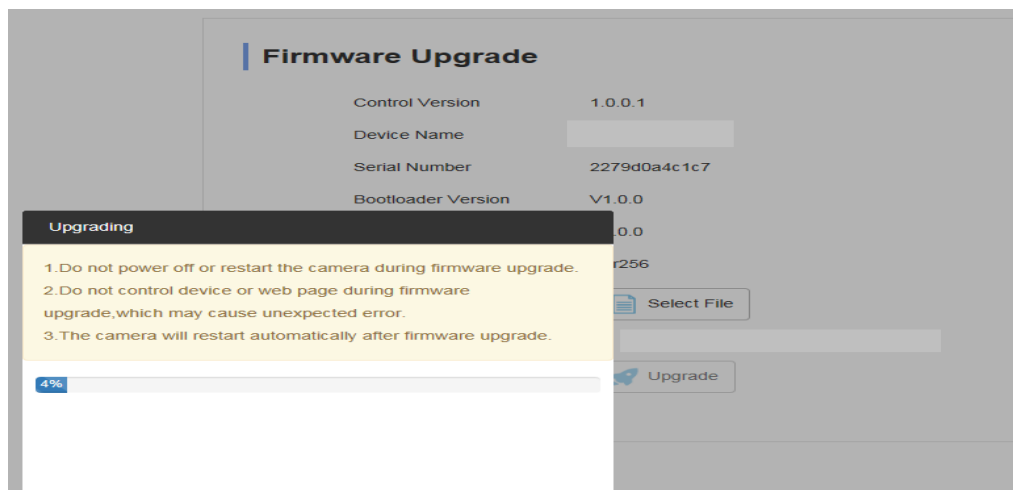 Firmware Upgrade
Control Version 1.0.0.1
Device Name
Serial Number 2279d0a4c1c7
Bootloader Version V1.0.0
Upgrading
.0.0
1.Do not power off or restart the camera during firmware upgrade.
r256
2.Do not control device or web page during firmware
upgrade,which may cause unexpected error.
Select File
3.The camera will restart automatically after firmware upgrade.
4%
Upgrade